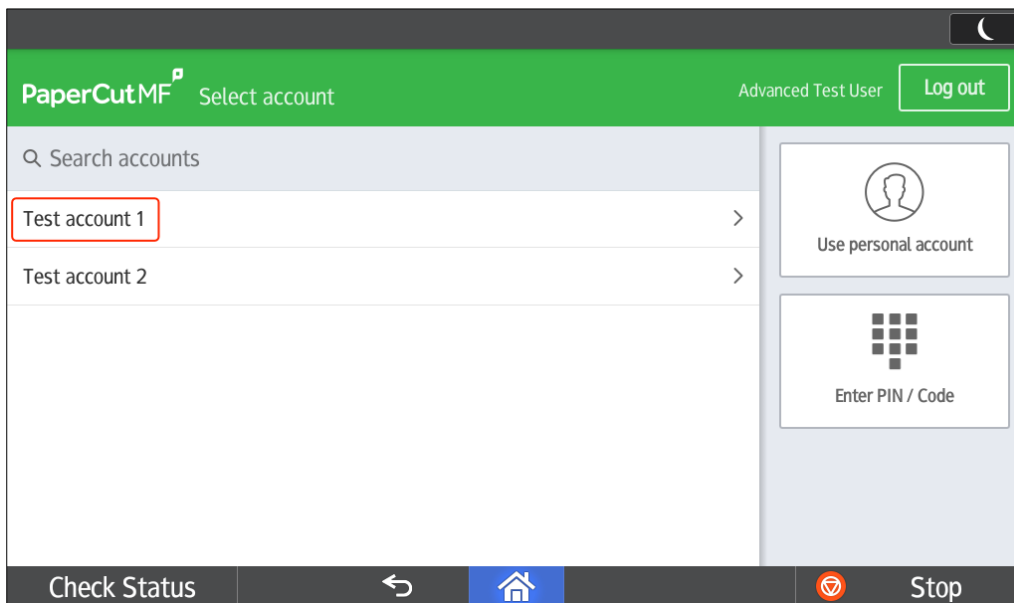 PaperCutMF Select account
Advanced Test User
Log out
Search accounts
Test account 1
Test account 2
Use personal account
Enter PIN / Code
Check Status
Stop